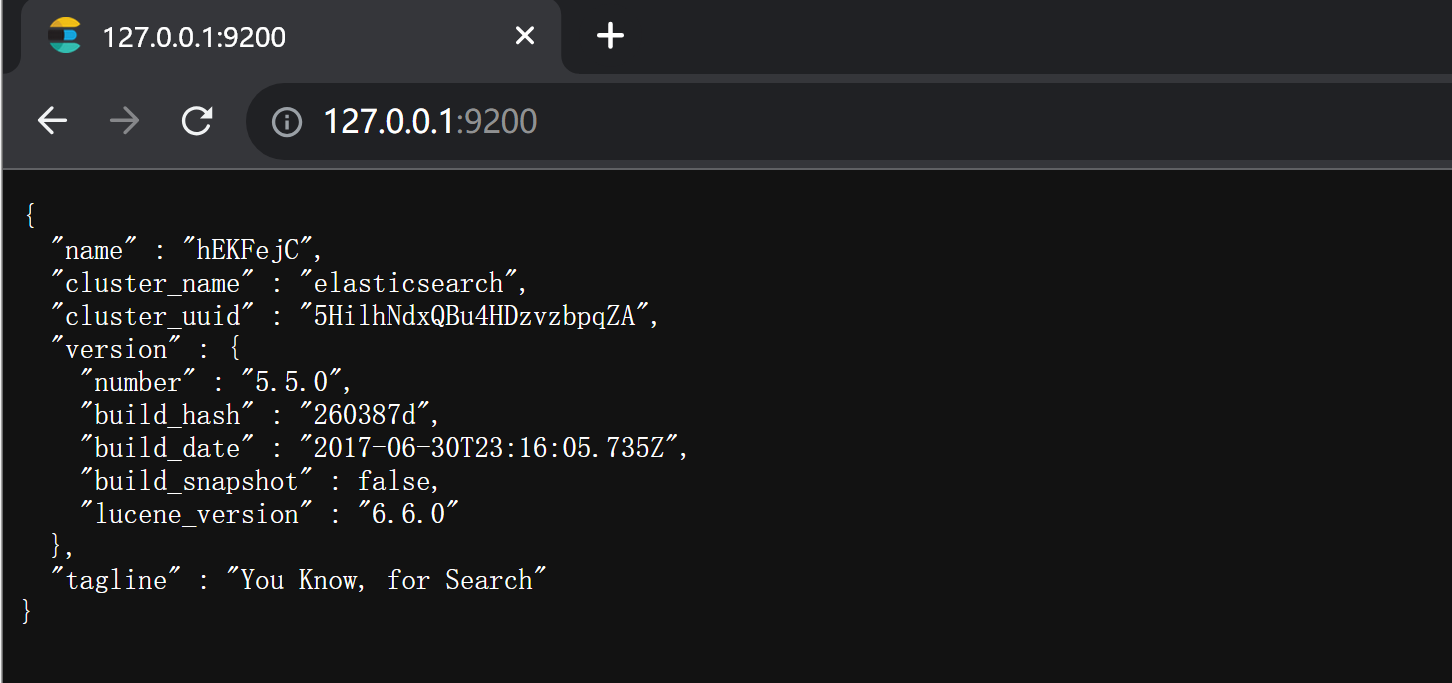 127.0.0.1:9200
127.0.0.1:9200
{
  "name" : "hEKFejC",
  "cluster_name" : "elasticsearch",
  "cluster_uuid" : "5HilhNdxQBu4HDzvzbpqZA",
  "version" : {
    "number" : "5.5.0",
    "build_hash" : "260387d",
    "build_date" : "2017-06-30T23:16:05.735Z",
    "build_snapshot" : false,
    "lucene_version" : "6.6.0"
  },
  "tagline" : "You Know, for Search"
}